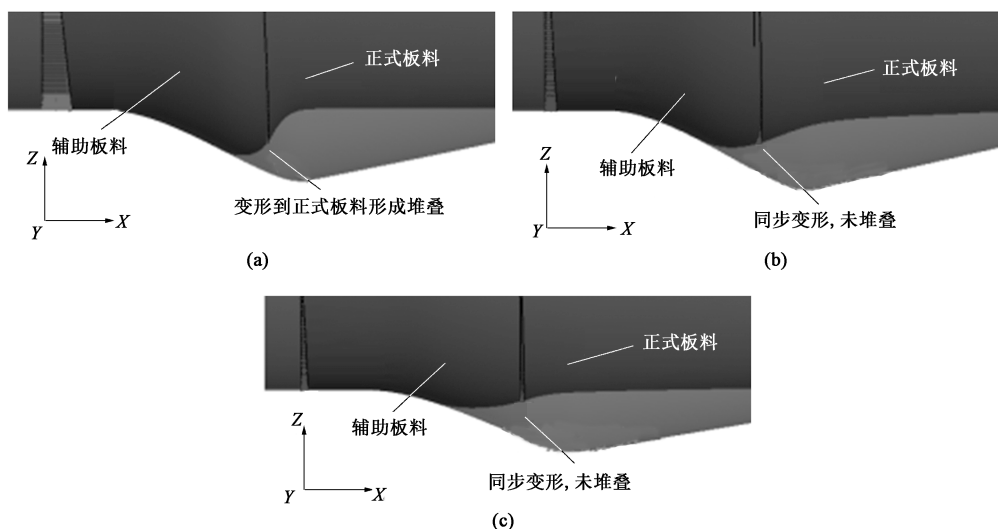 正式板料
辅助板料
Z
变形到正式板料形成堆叠
Y
X
(a)
正式板料
辅助板料
Z
同步变形,未堆叠
Y
X
(b)
正式板料
辅助板料
Z
同步变形,未堆叠
Y
X
(c)